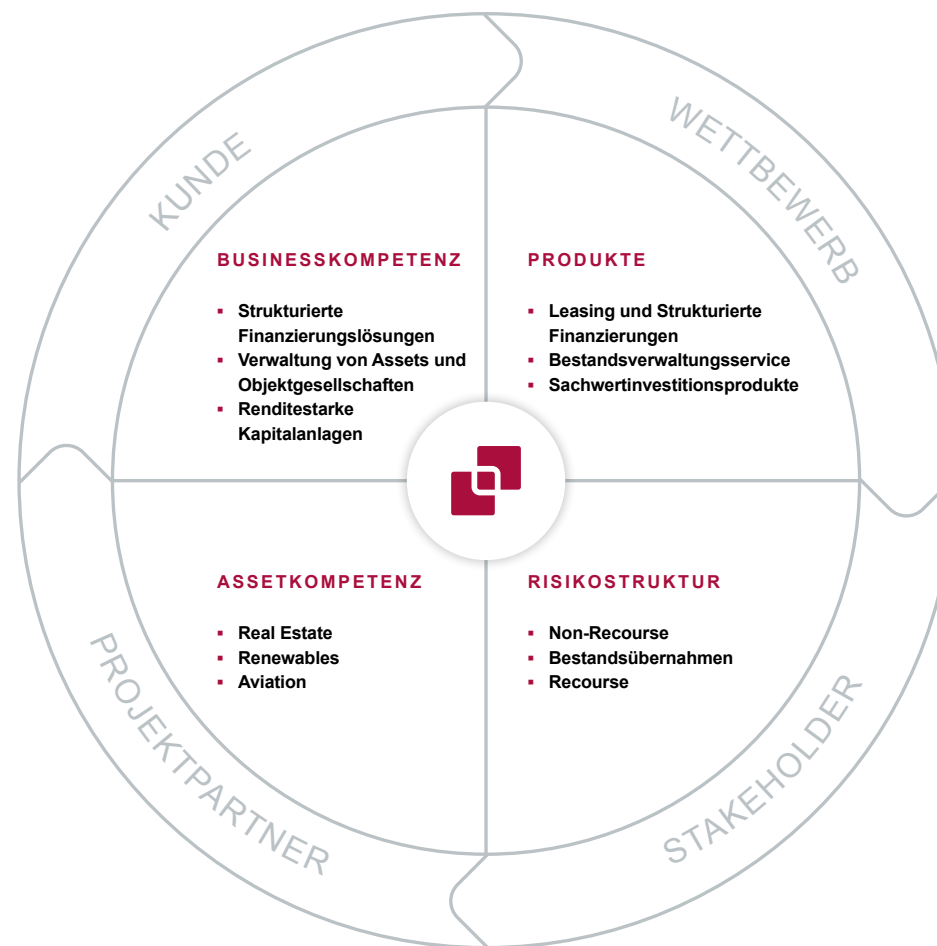 KUNDE
WETTBEWERB
BUSINESSKOMPETENZ
▪ Strukturierte
Finanzierungslösungen
▪ Verwaltung von Assets und
Objektgesellschaften
▪ Renditestarke
Kapitalanlagen
PRODUKTE
▪ Leasing und Strukturierte
Finanzierungen
▪ Bestandsverwaltungsservice
▪ Sachwertinvestitionsprodukte
ASSETKOMPETENZ
▪ Real Estate
▪ Renewables
▪ Aviation
RISIKOSTRUKTUR
▪ Non-Recourse
▪ Bestandsübernahmen
▪ Recourse
PROJEKTPARTNER
STAKEHOLDER